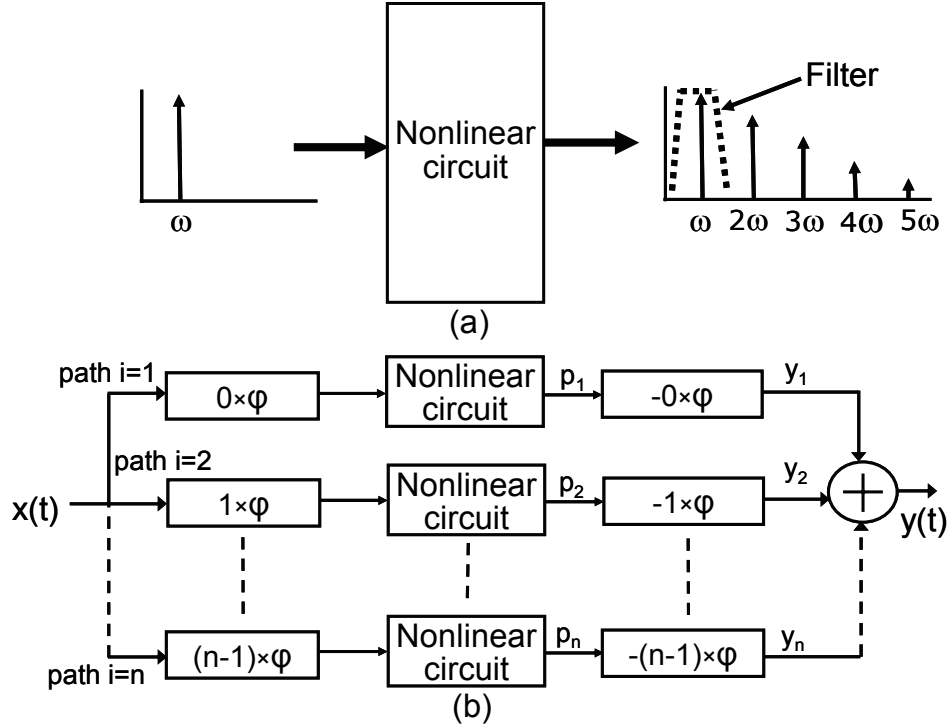 Filter
Nonlinear
circuit
ω
ω 2ω 3ω 4ω 5ω
(a)
path i=1
0×φ
Nonlinear
circuit
p1
-0×φ
y1
path i=2
x(t)
1×φ
Nonlinear
circuit
p2
-1×φ
y2
y(t)
path i=n
(n-1)×φ
Nonlinear
circuit
pn
-(n-1)×φ
yn
(b)